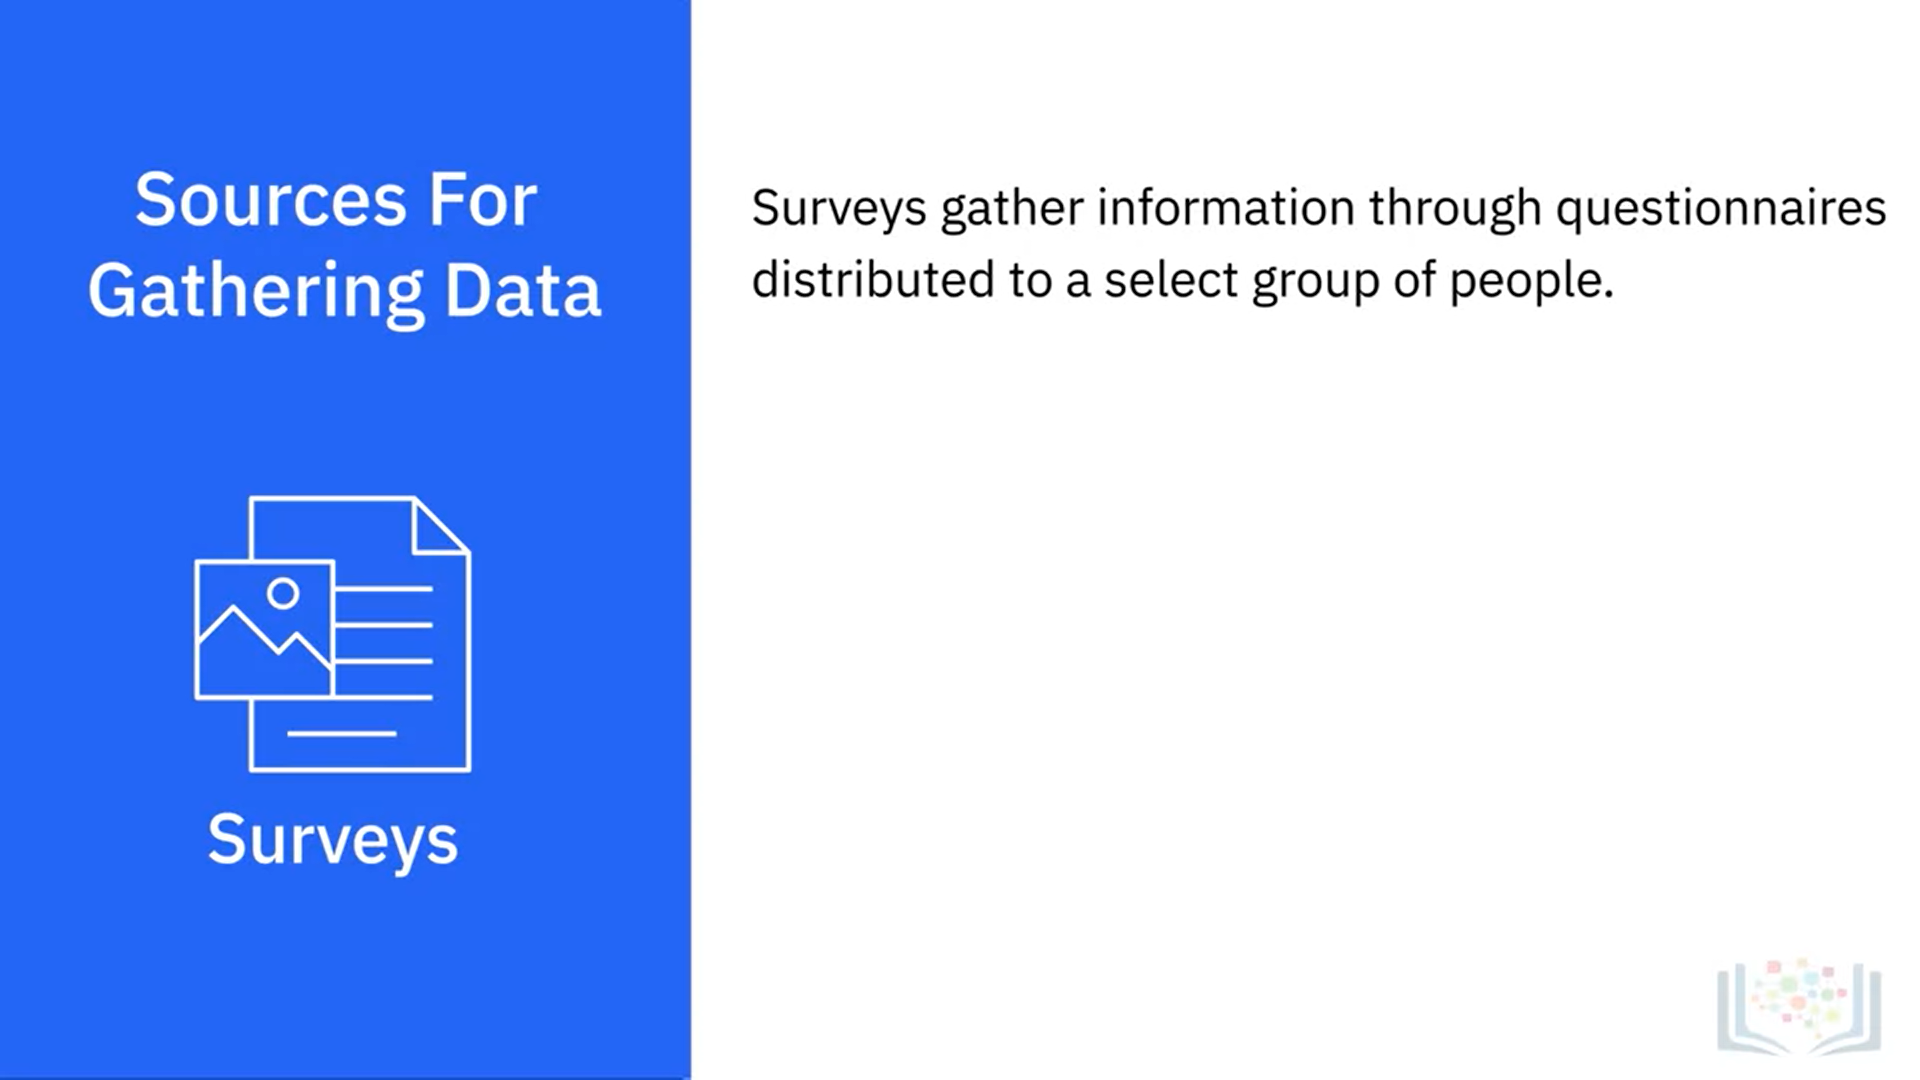 Sources For
Gathering Data
Surveys
Surveys gather information through questionnaires
distributed to a select group of people.